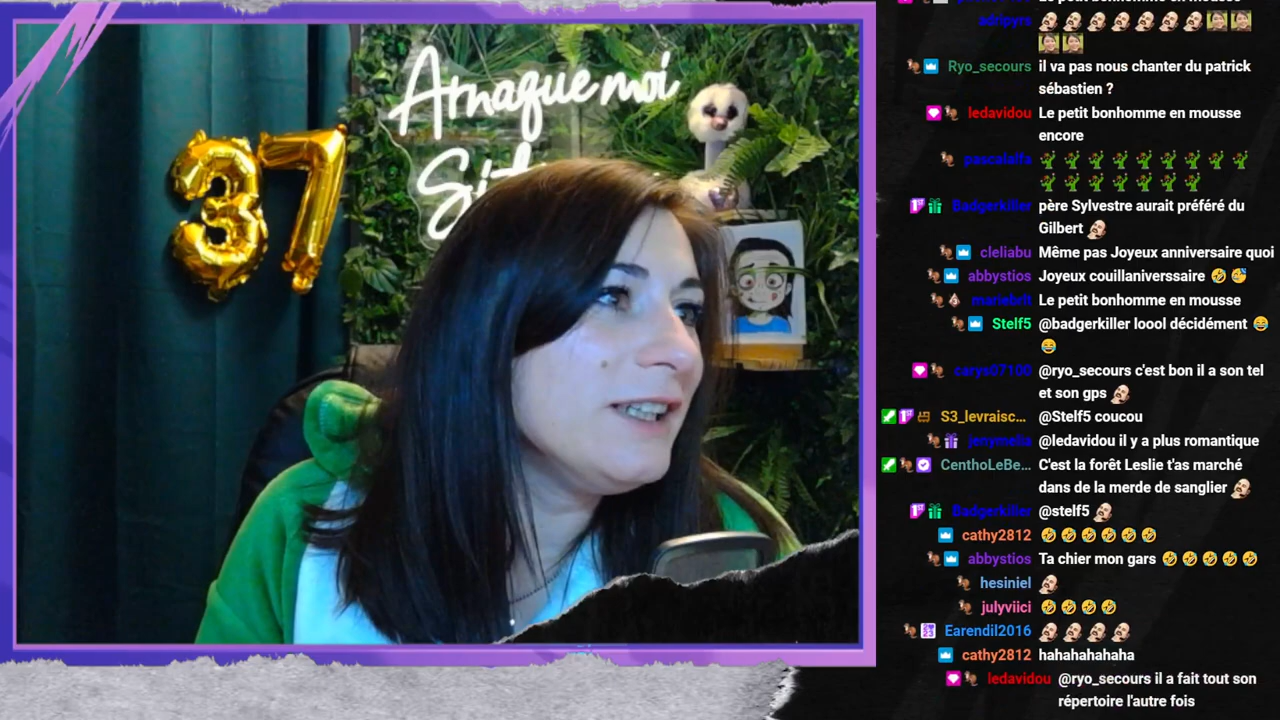 37
Arnaque moi
Si
adripyrs
Ryo_secours il va pas nous chanter du patrick
sébastien ?
ledavidou Le petit bonhomme en mousse
encore
pascalalfa
Badgerkiller père Sylvestre aurait préféré du
Gilbert
cleliabu Même pas Joyeux anniversaire quoi
abbystios Joyeux couillaniverssaire 🤣 😴
mariebrit Le petit bonhomme en mousse
Stelf5 @badgerkiller loool décidément 😂
😂
carys07100 @ryo_secours c'est bon il a son tel
et son gps
S3_levraisc... @Stelf5 coucou
jenymelia @ledavidou il y a plus romantique
CenthoLeBe... C'est la forêt Leslie t'as marché
dans de la merde de sanglier
Badgerkiller @stelf5
cathy2812 🤣 🤣 🤣 🤣 🤣 🤣
abbystios Ta chier mon gars 🤣 🤣 🤣 🤣 🤣
hesiniel
julyviici 🤣 🤣 🤣 🤣
Earendil2016
cathy2812 hahahahahaha
ledavidou @ryo_secours il a fait tout son
répertoire l'autre fois